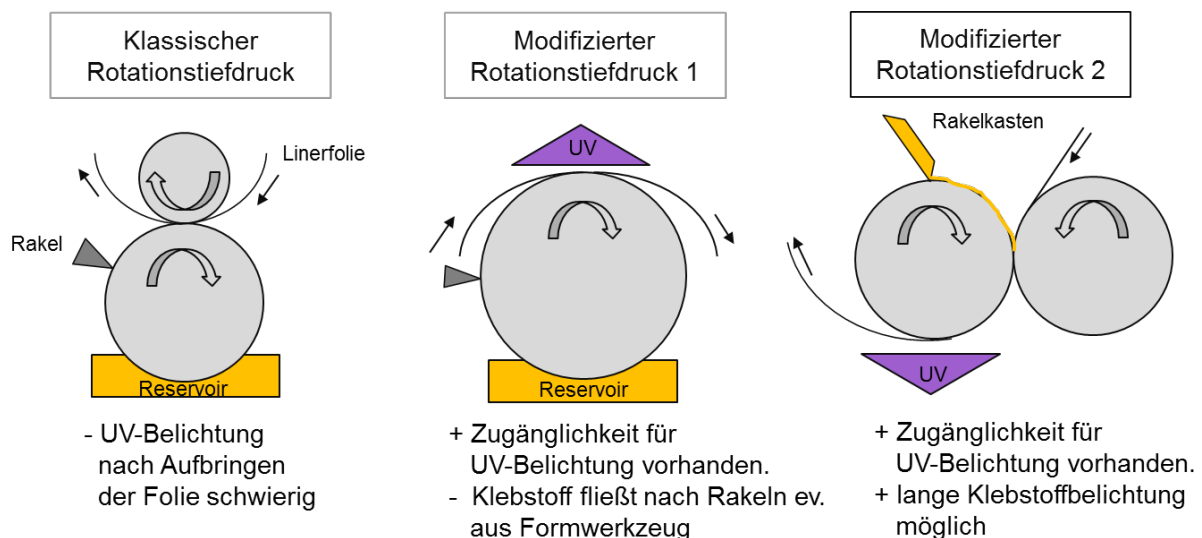 Klassischer
Rotationstiefdruck
Linerfolie
Rakel
Reservoir
- UV-Belichtung
nach Aufbringen
der Folie schwierig
Modifizierter
Rotationstiefdruck 1
UV
Reservoir
+ Zugänglichkeit für
UV-Belichtung vorhanden.
- Klebstoff fließt nach Rakeln ev.
aus Formwerkzeug
Modifizierter
Rotationstiefdruck 2
Rakelkasten
UV
+ Zugänglichkeit für
UV-Belichtung vorhanden.
+ lange Klebstoffbelichtung
möglich